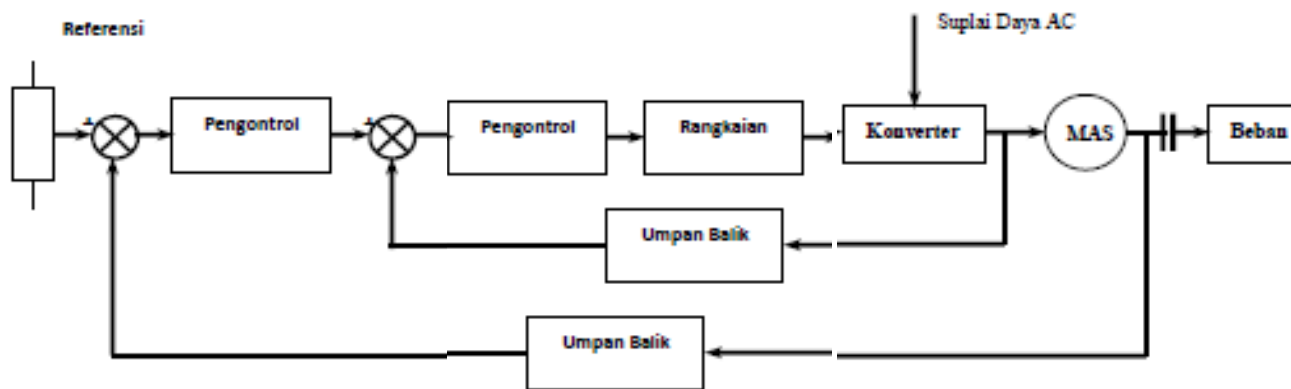 Suplai Daya AC
Referensi
Pengontrol
Pengontrol
Rangkaian
Konverter
MAS
Beban
Umpan Balik
Umpan Balik